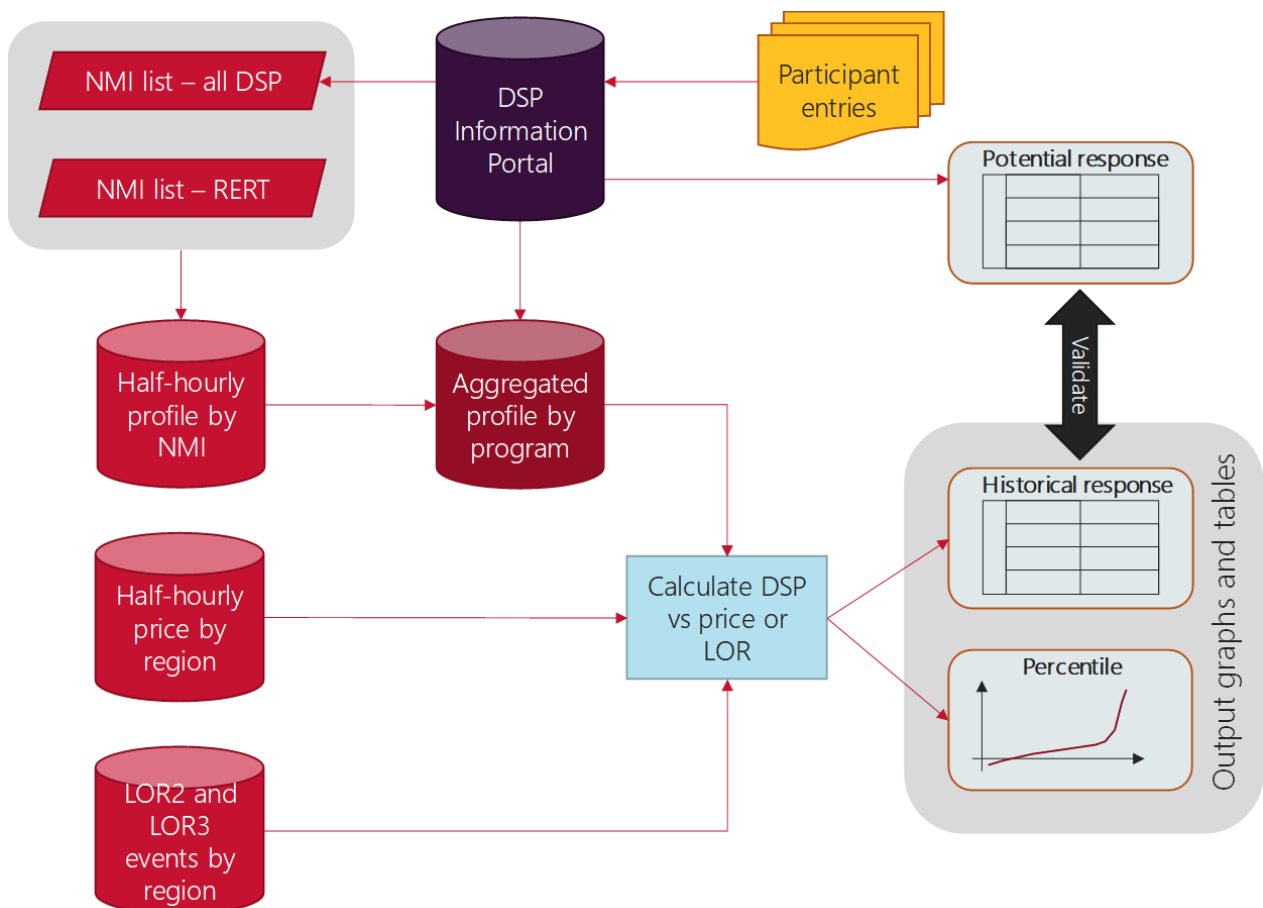 NMI list – all DSP
NMI list – RERT
DSP
Information
Portal
Participant
entries
Potential response
Validate
Half-hourly
profile by
NMI
Aggregated
profile by
program
Half-hourly
price by
region
Calculate DSP
vs price or
LOR
LOR2 and
LOR3
events by
region
Historical response
Percentile
Output graphs and tables